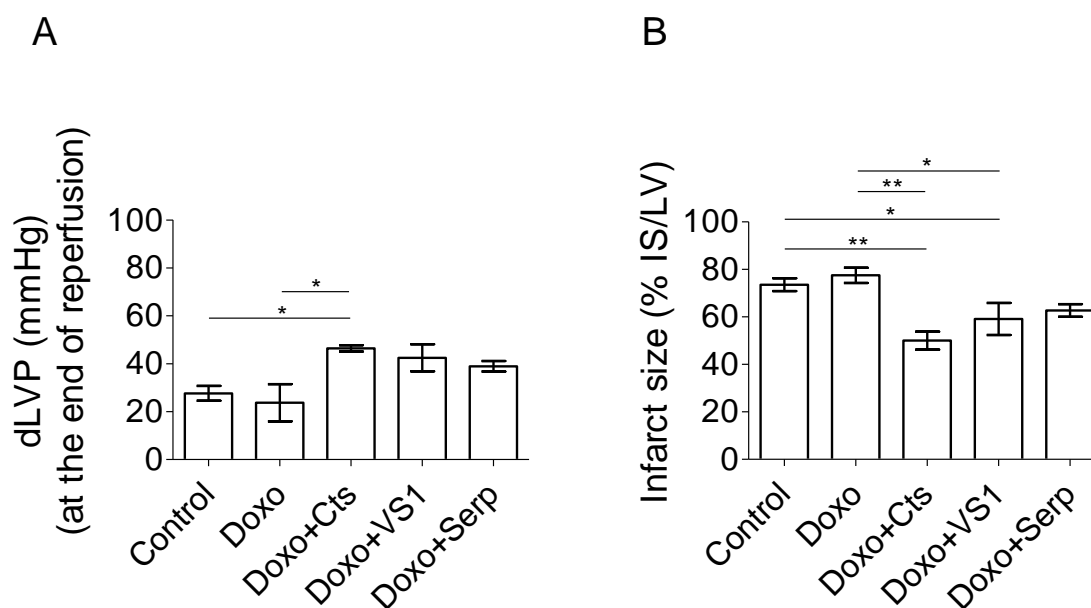 A
dLVP (mmHg)
(at the end of reperfusion)
100
80
60
40
20
0
*
*
Control
Doxo
Doxo+Cts
Doxo+VS1
Doxo+Serp
B
Infarct size (% IS/LV)
100
80
60
40
20
0
*
**
*
**
Control
Doxo
Doxo+Cts
Doxo+VS1
Doxo+Serp